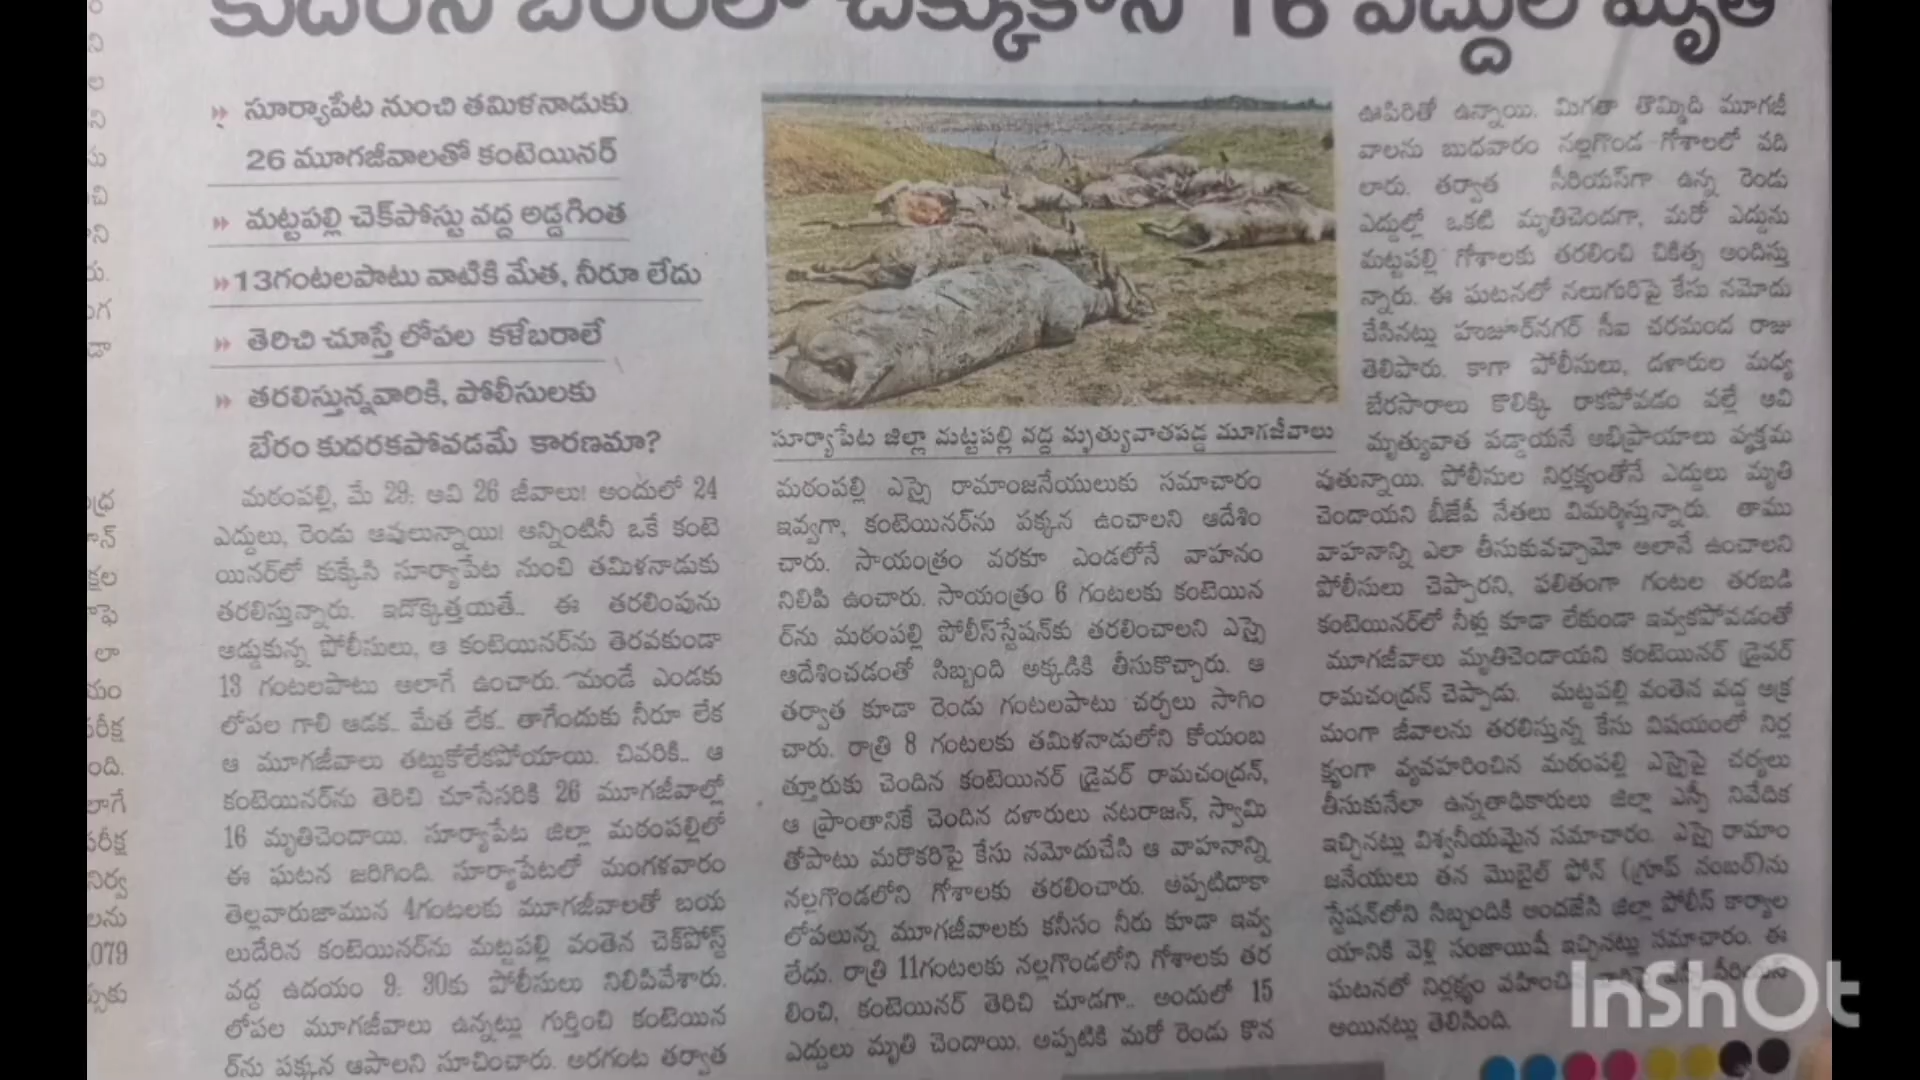 కుదరని బేరంలో చిక్కుకొని 16 ఎద్దుల మృతి
సూర్యాపేట నుంచి తమిళనాడుకు
26 మూగజీవాలతో కంటెయినర్
మట్టపల్లి చెక్‌పోస్టు వద్ద అడ్డగింత
13గంటలపాటు వాటికి మేత, నీరూ లేదు
తెరిచి చూస్తే లోపల కళేబరాలే
తరలిస్తున్నవారికి, పోలీసులకు
బేరం కుదరకపోవడమే కారణమా?
మఠంపల్లి, మే 29: అవి 26 జీవాలు! అందులో 24
ఎద్దులు, రెండు ఆవులున్నాయి! అన్నింటినీ ఒకే కంటె
యినర్‌లో కుక్కేసి సూర్యాపేట నుంచి తమిళనాడుకు
తరలిస్తున్నారు. ఇదొక్కెత్తయితే.. ఈ తరలింపును
అడ్డుకున్న పోలీసులు, ఆ కంటెయినర్‌ను తెరవకుండా
13 గంటలపాటు అలాగే ఉంచారు. మండే ఎండకు
లోపల గాలి ఆడక.. మేత లేక.. తాగేందుకు నీరూ లేక
ఆ మూగజీవాలు తట్టుకోలేకపోయాయి. చివరికి.. ఆ
కంటెయినర్‌ను తెరిచి చూసేసరికి 26 మూగజీవాల్లో
16 మృతిచెందాయి. సూర్యాపేట జిల్లా మఠంపల్లిలో
ఈ ఘటన జరిగింది. సూర్యాపేటలో మంగళవారం
తెల్లవారుజామున 4గంటలకు మూగజీవాలతో బయ
లుదేరిన కంటెయినర్‌ను మట్టపల్లి వంతెన చెక్‌పోస్ట్
వద్ద ఉదయం 9: 30కు పోలీసులు నిలిపివేశారు.
లోపల మూగజీవాలు ఉన్నట్లు గుర్తించి కంటెయిన
ర్‌ను పక్కన ఆపాలని సూచించారు. అరగంట తర్వాత
సూర్యాపేట జిల్లా మట్టపల్లి వద్ద మృత్యువాతపడ్డ మూగజీవాలు
మఠంపల్లి ఎస్సై రామాంజనేయులుకు సమాచారం
ఇవ్వగా, కంటెయినర్‌ను పక్కన ఉంచాలని ఆదేశిం
చారు. సాయంత్రం వరకూ ఎండలోనే వాహనం
నిలిపి ఉంచారు. సాయంత్రం 6 గంటలకు కంటెయిన
ర్‌ను మఠంపల్లి పోలీస్‌స్టేషన్‌కు తరలించాలని ఎస్సై
ఆదేశించడంతో సిబ్బంది అక్కడికి తీసుకొచ్చారు. ఆ
తర్వాత కూడా రెండు గంటలపాటు చర్చలు సాగిం
చారు. రాత్రి 8 గంటలకు తమిళనాడులోని కోయంబ
త్తూరుకు చెందిన కంటెయినర్ డ్రైవర్ రామచంద్రన్,
ఆ ప్రాంతానికే చెందిన దళారులు నటరాజన్, స్వామి
తోపాటు మరొకరిపై కేసు నమోదుచేసి ఆ వాహనాన్ని
నల్లగొండలోని గోశాలకు తరలించారు. అప్పటిదాకా
లోపలున్న మూగజీవాలకు కనీసం నీరు కూడా ఇవ్వ
లేదు. రాత్రి 11గంటలకు నల్లగొండలోని గోశాలకు తర
లించి, కంటెయినర్ తెరిచి చూడగా.. అందులో 15
ఎద్దులు మృతి చెందాయి. అప్పటికి మరో రెండు కొన
ఊపిరితో ఉన్నాయి. మిగతా తొమ్మిది మూగజీ
వాలను బుధవారం నల్లగొండ గోశాలలో వది
లారు. తర్వాత సీరియస్‌గా ఉన్న రెండు
ఎద్దుల్లో ఒకటి మృతిచెందగా, మరో ఎద్దును
మట్టపల్లి గోశాలకు తరలించి చికిత్స అందిస్తు
న్నారు. ఈ ఘటనలో నలుగురిపై కేసు నమోదు
చేసినట్లు హుజూర్‌నగర్ సీఐ చరమంద రాజు
తెలిపారు. కాగా పోలీసులు, దళారుల మధ్య
బేరసారాలు కొలిక్కి రాకపోవడం వల్లే అవి
మృత్యువాత పడ్డాయనే అభిప్రాయాలు వ్యక్తమ
వుతున్నాయి. పోలీసుల నిర్లక్ష్యంతోనే ఎద్దులు మృతి
చెందాయని బీజేపీ నేతలు విమర్శిస్తున్నారు. తాము
వాహనాన్ని ఎలా తీసుకువచ్చామో అలానే ఉంచాలని
పోలీసులు చెప్పారని, ఫలితంగా గంటల తరబడి
కంటెయినర్‌లో నీళ్లు కూడా లేకుండా ఇవ్వకపోవడంతో
మూగజీవాలు మృతిచెందాయని కంటెయినర్ డ్రైవర్
రామచంద్రన్ చెప్పాడు. మట్టపల్లి వంతెన వద్ద అక్ర
మంగా జీవాలను తరలిస్తున్న కేసు విషయంలో నిర్ల
క్ష్యంగా వ్యవహరించిన మఠంపల్లి ఎస్సైపై చర్యలు
తీసుకునేలా ఉన్నతాధికారులు జిల్లా ఎస్పీ నివేదిక
ఇచ్చినట్లు విశ్వనీయమైన సమాచారం. ఎస్సై రామాం
జనేయులు తన మొబైల్ ఫోన్ (గ్రూప్ నంబర్)ను
స్టేషన్‌లోని సిబ్బందికి అందజేసి జిల్లా పోలీస్ కార్యాల
యానికి వెళ్లి సంజాయిషీ ఇచ్చినట్లు సమాచారం. ఈ
ఘటనలో నిర్లక్ష్యం
అయినట్లు తెలిసింది.
079
InShOt